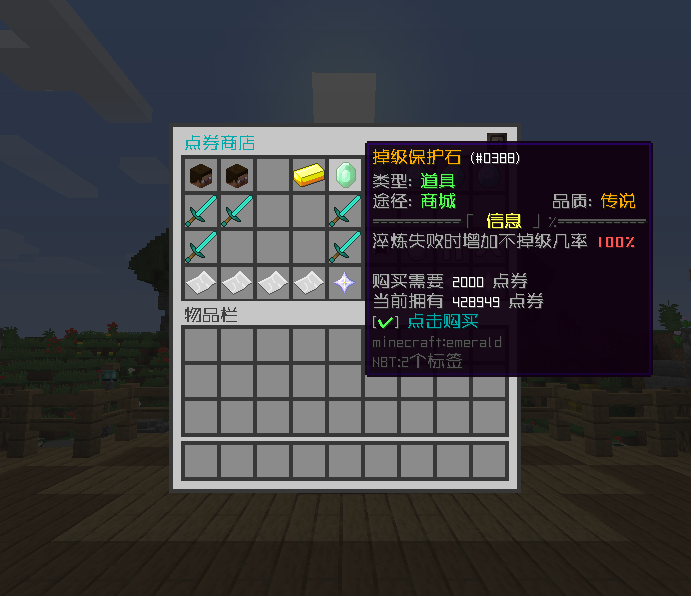 点券商店
掉级保护石 (#0388)
类型: 道具
途径: 商城 品质: 传说
---------------「 信息 」%---------------
淬炼失败时增加不掉级几率 100%
购买需要 2000 点券
当前拥有 428949 点券
[✔] 点击购买
minecraft:emerald
NBT:2个标签
物品栏